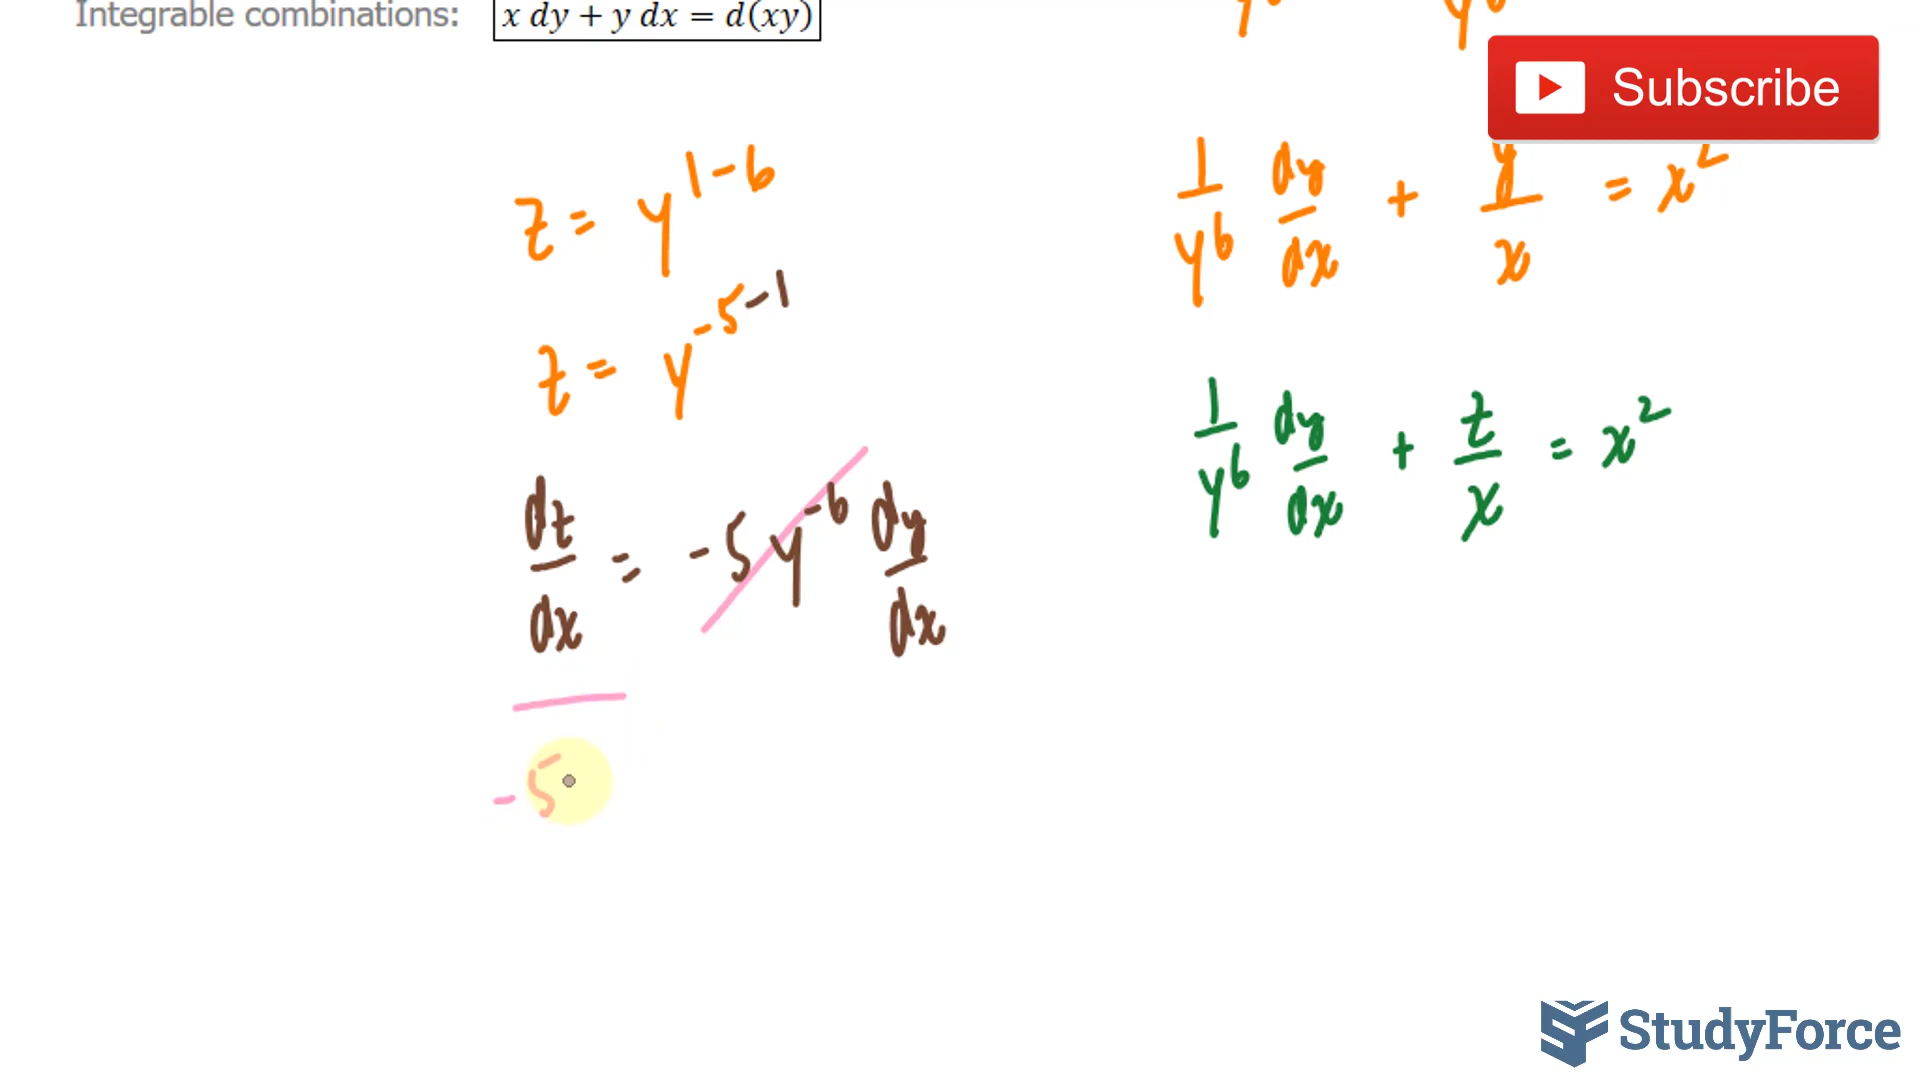 Integrable combinations: x dy + y dx = d(xy)
Subscribe
z = y^{1-6}
z = y^{-5-1}
dz/dx = -5y^{-6} dy/dx
-5
1/y^6 dy/dx + y/x = x^2
1/y^6 dy/dx + z/x = x^2
StudyForce